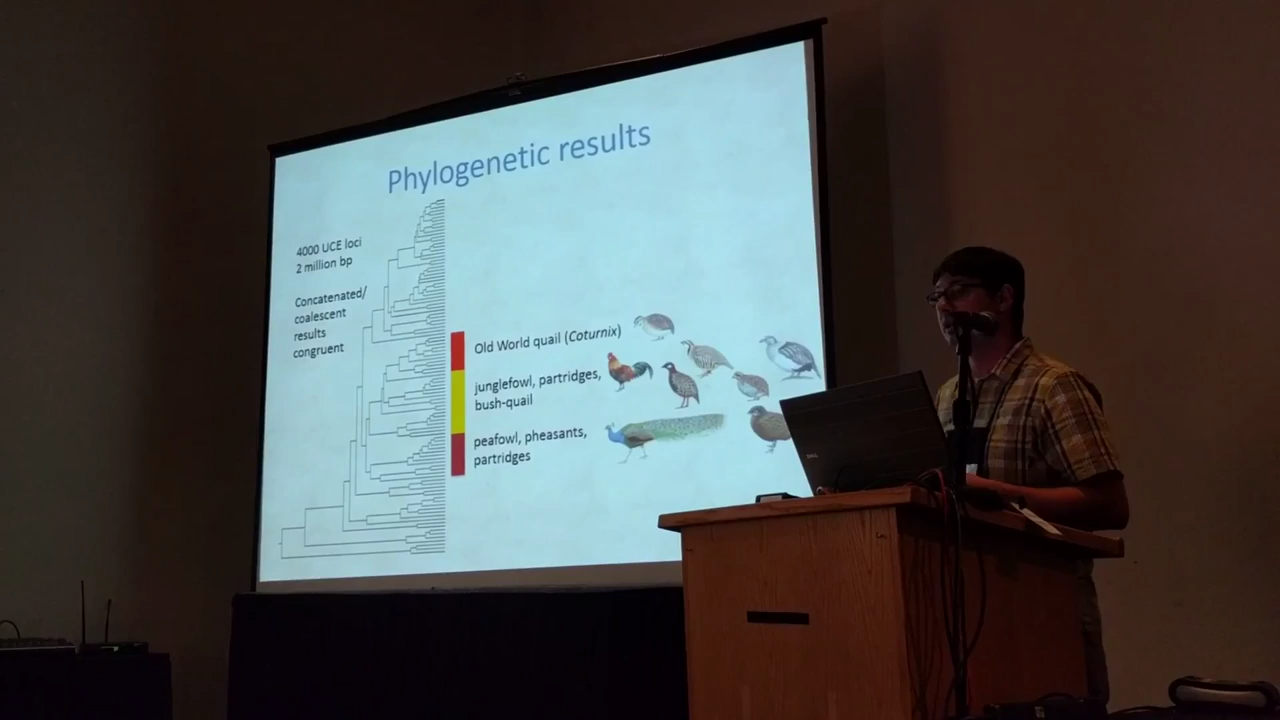 Phylogenetic results
4000 UCE loci
2 million bp
Concatenated/
coalescent
results
congruent
Old World quail (Coturnix)
junglefowl, partridges,
bush-quail
peafowl, pheasants,
partridges
DELL